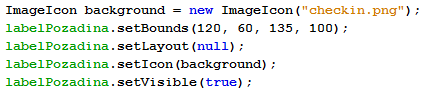 ImageIcon background = new ImageIcon("checkin.png");
labelPozadina.setBounds(120, 60, 135, 100);
labelPozadina.setLayout(null);
labelPozadina.setIcon(background);
labelPozadina.setVisible(true);